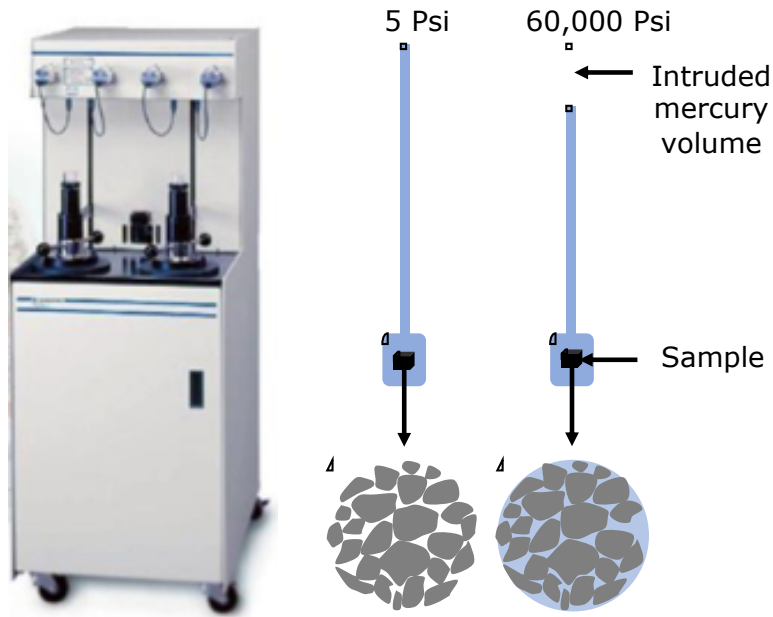 5 Psi
60,000 Psi
Intruded
mercury
volume
Sample